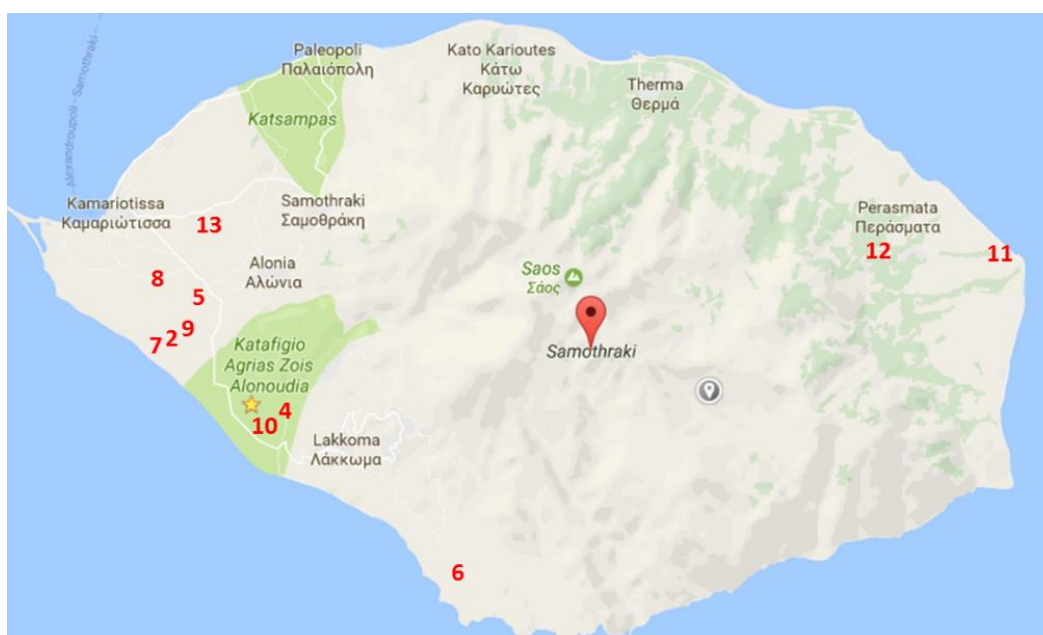 Paleopoli
Παλαιόπολη
Kato Karioutes
Κάτω
Καρυώτες
Therma
Θερμά
Katsampas
Alexandroupoli - Samothraki
Kamariotissa
Καμαριώτισσα
13
Samothraki
Σαμοθράκη
Perasmata
Περάσματα
12
11
8
5
Alonia
Αλώνια
Saos
Σάος
7
2
9
Katafigio
Agrias Zois
Alonoudia
Samothraki
4
10
Lakkoma
Λάκκωμα
6